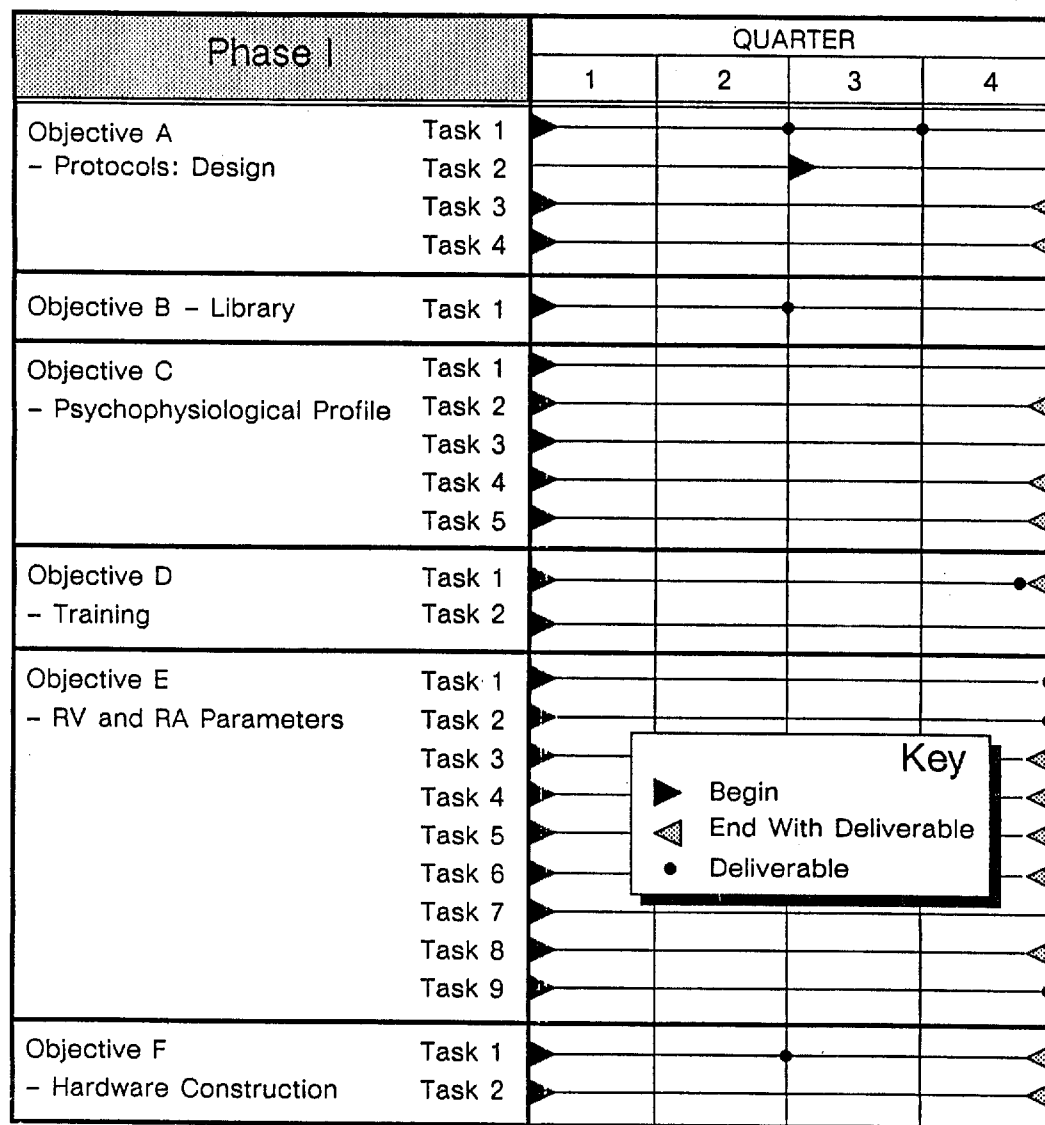 Phase I
QUARTER
1 2 3 4
Objective A Task 1
– Protocols: Design Task 2
Task 3
Task 4
Objective B – Library Task 1
Objective C Task 1
– Psychophysiological Profile Task 2
Task 3
Task 4
Task 5
Objective D Task 1
– Training Task 2
Objective E Task 1
– RV and RA Parameters Task 2
Task 3
Task 4
Task 5
Task 6
Task 7
Task 8
Task 9
Key
Begin
End With Deliverable
Deliverable
Objective F Task 1
– Hardware Construction Task 2